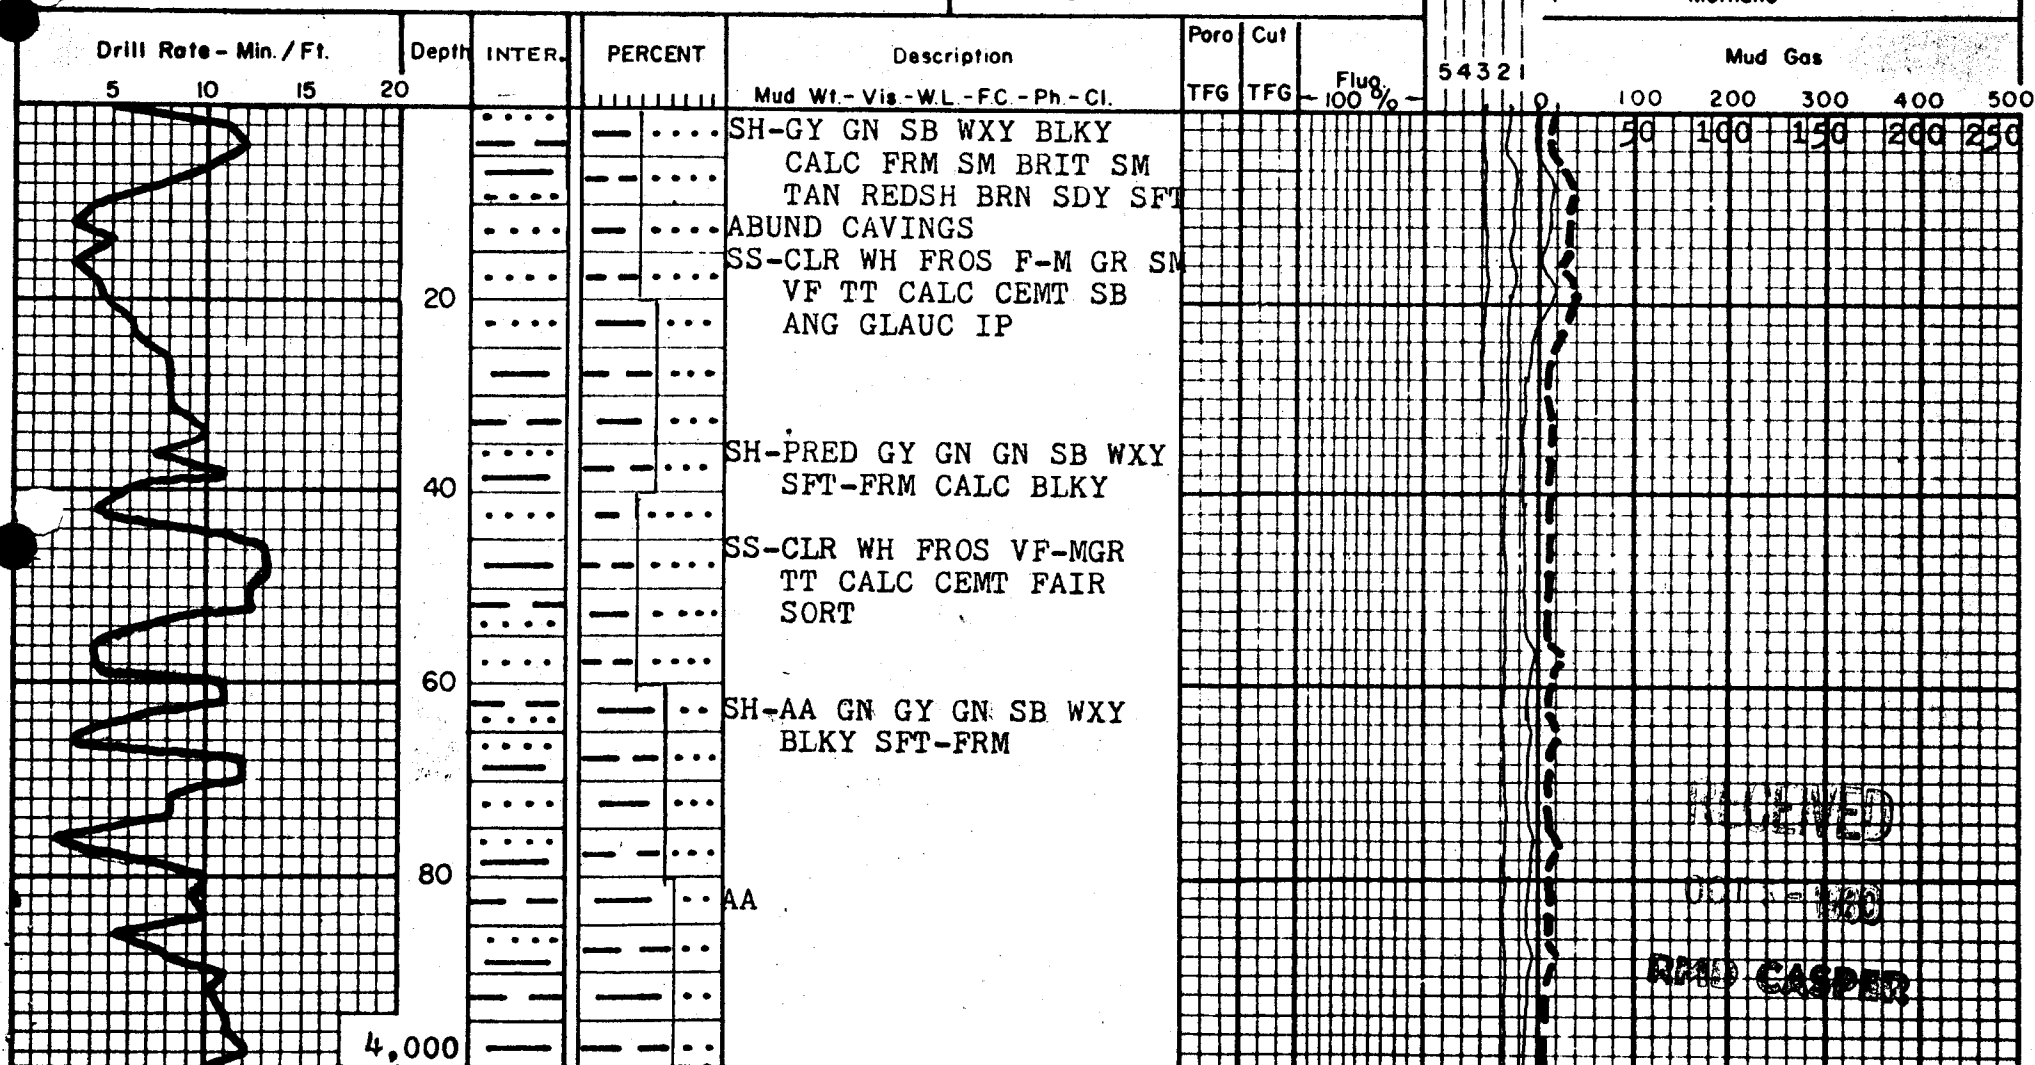 Drill Rate - Min. / Ft.
5 10 15 20
Depth
INTER.
PERCENT
Description
Mud Wt.- Vis.-W.L.-F.C.-Ph.-Cl.
Poro
TFG
Cut
TFG
Fluo
100 %
5 4 3 2 1
Mud Gas
0 100 200 300 400 500
50 100 150 200 250
SH-GY GN SB WXY BLKY
CALC FRM SM BRIT SM
TAN REDSH BRN SDY SFT
ABUND CAVINGS
SS-CLR WH FROS F-M GR SM
VF TT CALC CEMT SB
ANG GLAUC IP
20
SH-PRED GY GN GN SB WXY
SFT-FRM CALC BLKY
40
SS-CLR WH FROS VF-MGR
TT CALC CEMT FAIR
SORT
60
SH-AA GN GY GN SB WXY
BLKY SFT-FRM
80
AA
4,000
RECEIVED
OCT
CASPER